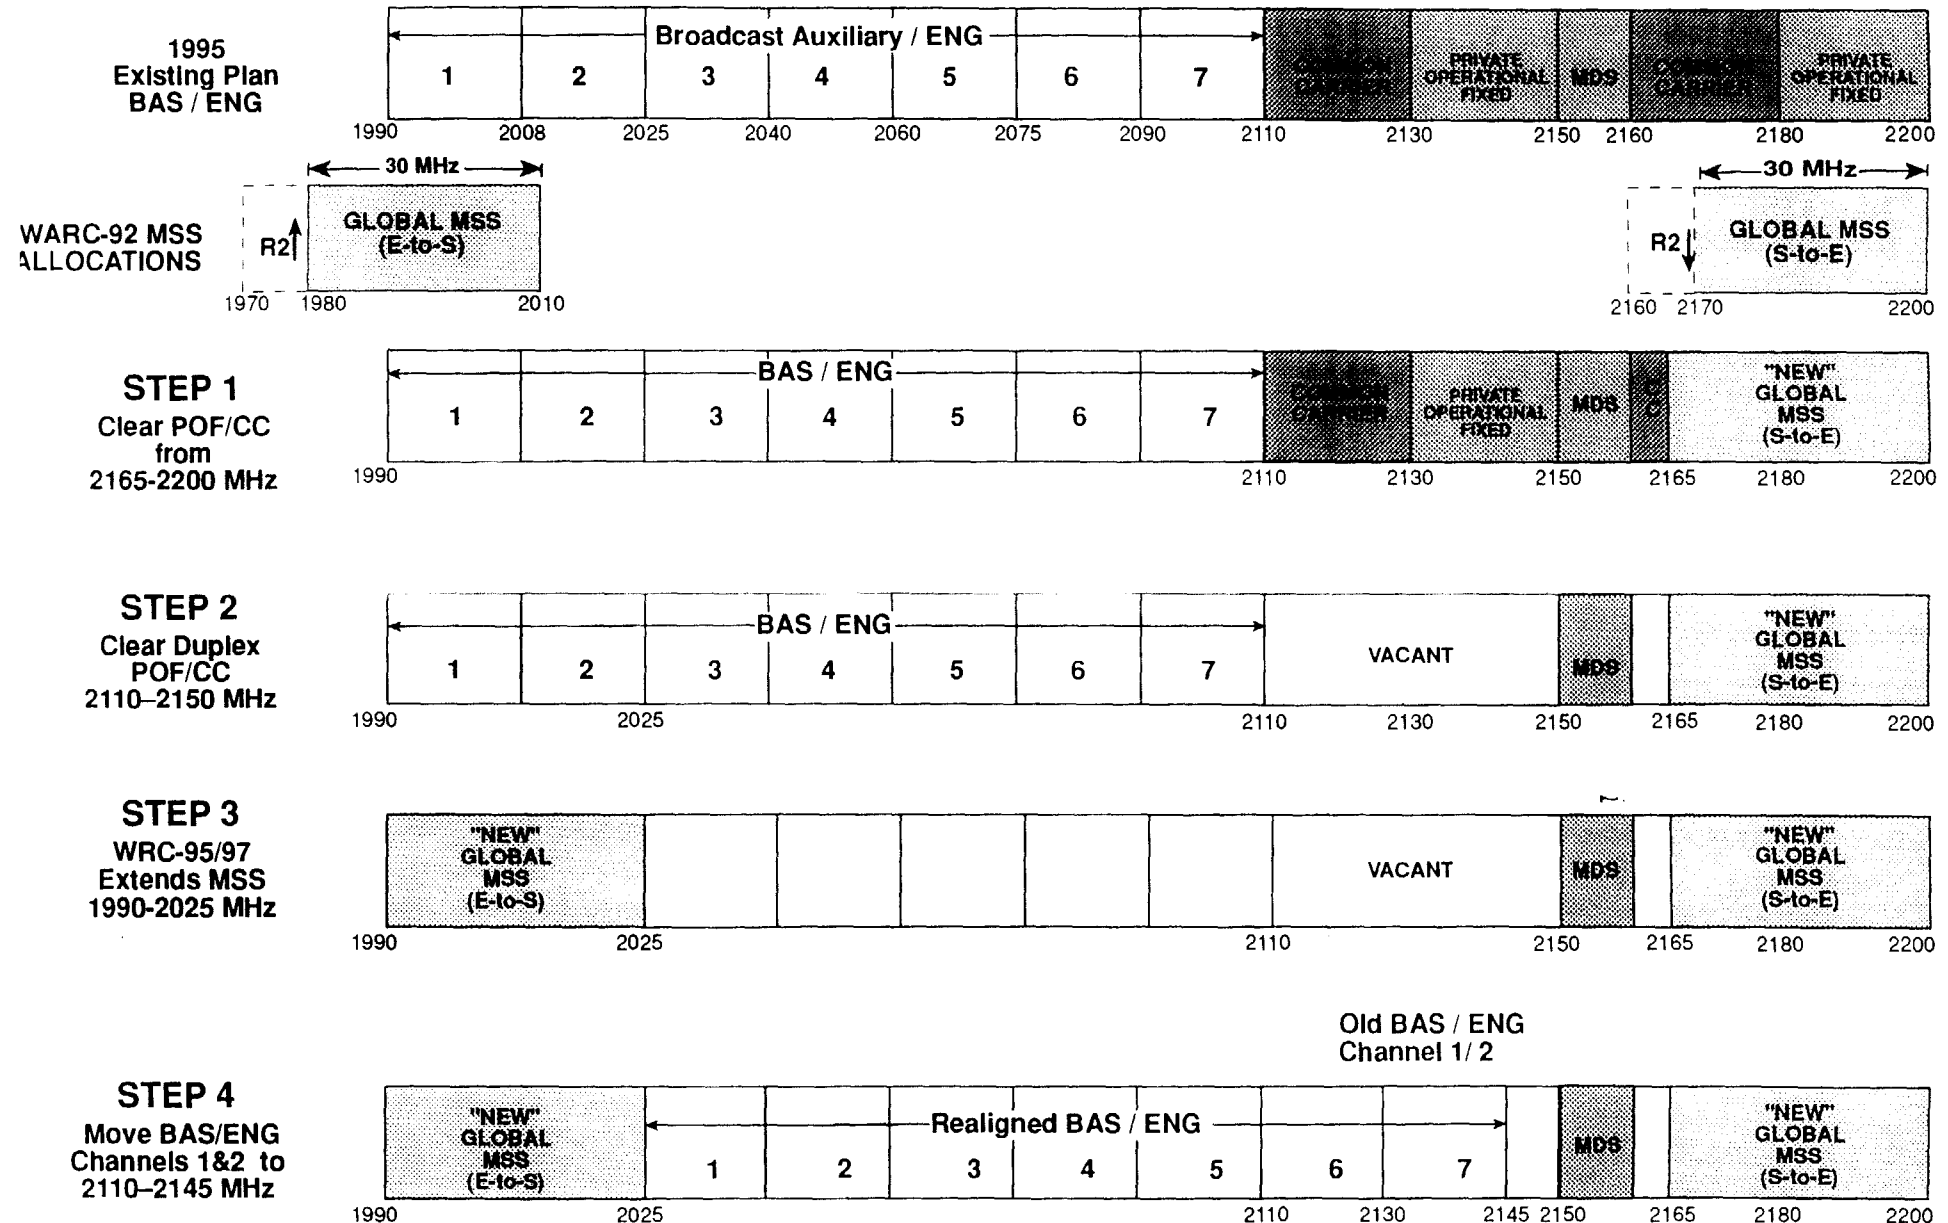 1995
Existing Plan
BAS / ENG
Broadcast Auxiliary / ENG
1 2 3 4 5 6 7
COMMON
CARRIER
PRIVATE
OPERATIONAL
FIXED
MDS
COMMON
CARRIER
PRIVATE
OPERATIONAL
FIXED
1990 2008 2025 2040 2060 2075 2090 2110 2130 2150 2160 2180 2200
WARC-92 MSS
ALLOCATIONS
30 MHz
R2
GLOBAL MSS
(E-to-S)
1970 1980 2010
30 MHz
R2
GLOBAL MSS
(S-to-E)
2160 2170 2200
STEP 1
Clear POF/CC
from
2165-2200 MHz
BAS / ENG
1 2 3 4 5 6 7
COMMON
CARRIER
PRIVATE
OPERATIONAL
FIXED
MDS
"NEW"
GLOBAL
MSS
(S-to-E)
1990 2110 2130 2150 2165 2180 2200
STEP 2
Clear Duplex
POF/CC
2110–2150 MHz
BAS / ENG
1 2 3 4 5 6 7
VACANT
MDS
"NEW"
GLOBAL
MSS
(S-to-E)
1990 2025 2110 2130 2150 2165 2180 2200
STEP 3
WRC-95/97
Extends MSS
1990-2025 MHz
"NEW"
GLOBAL
MSS
(E-to-S)
VACANT
MDS
"NEW"
GLOBAL
MSS
(S-to-E)
1990 2025 2110 2150 2165 2180 2200
Old BAS / ENG
Channel 1/ 2
STEP 4
Move BAS/ENG
Channels 1&2 to
2110–2145 MHz
"NEW"
GLOBAL
MSS
(E-to-S)
Realigned BAS / ENG
1 2 3 4 5 6 7
MDS
"NEW"
GLOBAL
MSS
(S-to-E)
1990 2025 2110 2130 2145 2150 2165 2180 2200